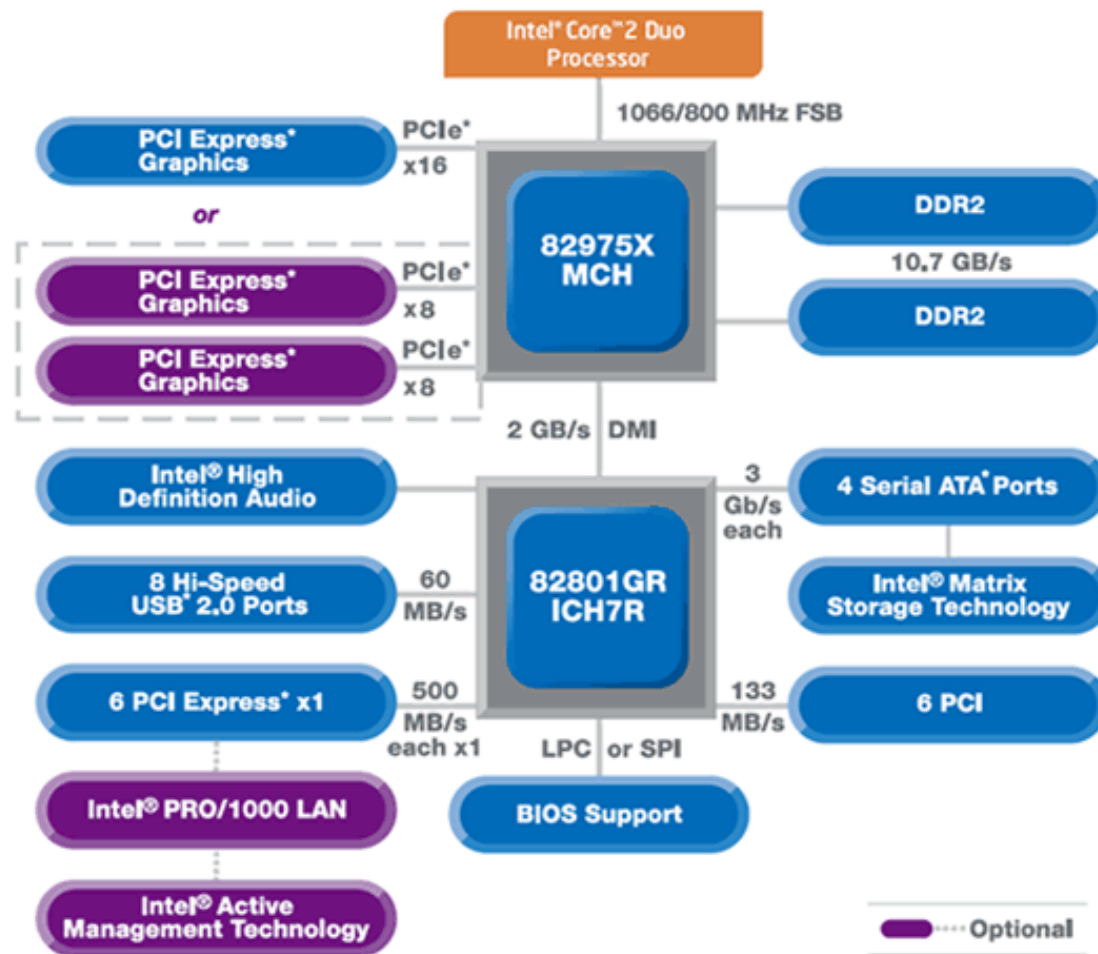 Intel® Core™2 Duo
Processor
1066/800 MHz FSB
PCI Express*
Graphics
PCIe*
x16
or
PCI Express*
Graphics
PCIe*
x8
PCI Express*
Graphics
PCIe*
x8
82975X
MCH
DDR2
10.7 GB/s
DDR2
2 GB/s DMI
Intel® High
Definition Audio
8 Hi-Speed
USB* 2.0 Ports
60
MB/s
6 PCI Express* x1
500
MB/s
each x1
82801GR
ICH7R
3
Gb/s
each
4 Serial ATA* Ports
Intel® Matrix
Storage Technology
133
MB/s
6 PCI
LPC or SPI
BIOS Support
Intel® PRO/1000 LAN
Intel® Active
Management Technology
Optional